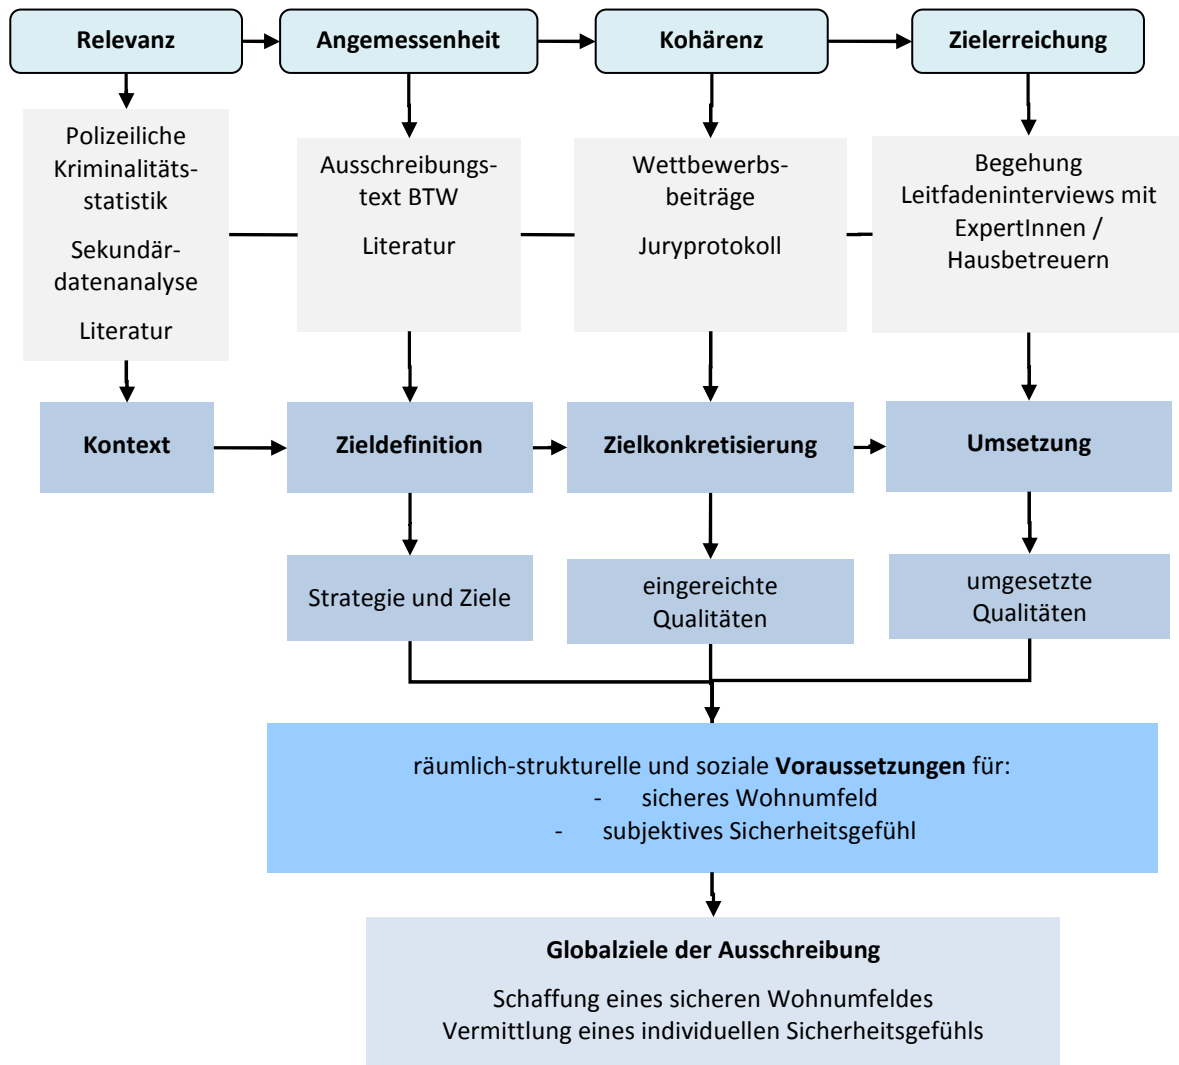 Relevanz
Angemessenheit
Kohärenz
Zielerreichung
Polizeiliche
Kriminalitäts-
statistik
Sekundär-
datenanalyse
Literatur
Ausschreibungs-
text BTW
Literatur
Wettbewerbs-
beiträge
Juryprotokoll
Begehung
Leitfadeninterviews mit
ExpertInnen /
Hausbetreuern
Kontext
Zieldefinition
Zielkonkretisierung
Umsetzung
Strategie und Ziele
eingereichte
Qualitäten
umgesetzte
Qualitäten
räumlich-strukturelle und soziale Voraussetzungen für:
- sicheres Wohnumfeld
- subjektives Sicherheitsgefühl
Globalziele der Ausschreibung
Schaffung eines sicheren Wohnumfeldes
Vermittlung eines individuellen Sicherheitsgefühls